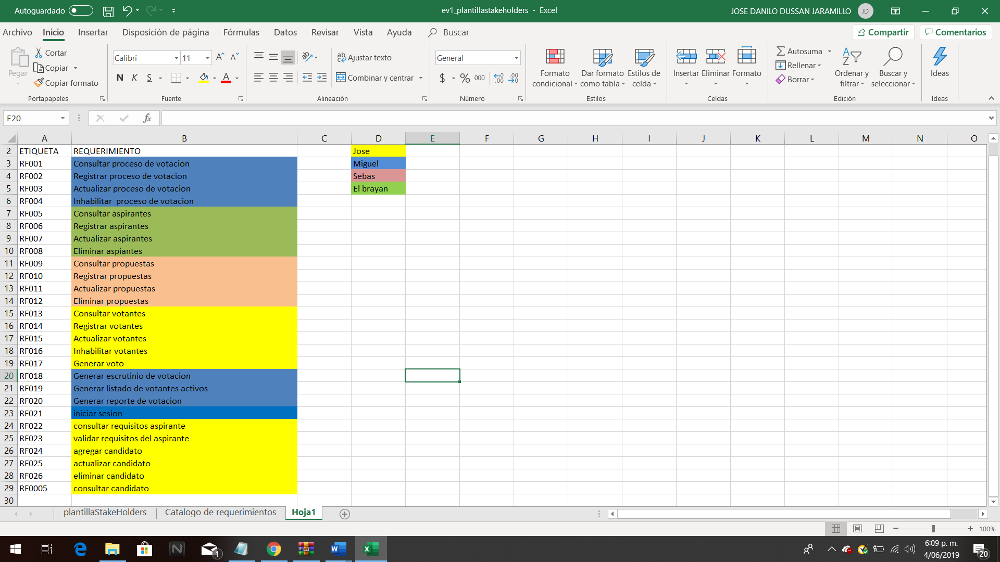 Autoguardado
ev1_plantillastakeholders - Excel
JOSE DANILO DUSSAN JARAMILLO JD
Archivo Inicio Insertar Disposición de página Fórmulas Datos Revisar Vista Ayuda Buscar Compartir Comentarios
Pegar
Cortar
Copiar
Copiar formato
Portapapeles
Calibri 11
N K S
Fuente
Ajustar texto
Combinar y centrar
Alineación
General
$ % 000
Número
Formato condicional
Dar formato como tabla
Estilos de celda
Estilos
Insertar Eliminar Formato
Celdas
Autosuma
Rellenar
Borrar
Ordenar y filtrar
Buscar y seleccionar
Edición
Ideas
Ideas
E20 fx
A B C D E F G H I J K L M N O
2 ETIQUETA REQUERIMIENTO Jose
3 RF001 Consultar proceso de votacion Miguel
4 RF002 Registrar proceso de votacion Sebas
5 RF003 Actualizar proceso de votacion El brayan
6 RF004 Inhabilitar  proceso de votacion
7 RF005 Consultar aspirantes
8 RF006 Registrar aspirantes
9 RF007 Actualizar aspirantes
10 RF008 Eliminar aspiantes
11 RF009 Consultar propuestas
12 RF010 Registrar propuestas
13 RF011 Actualizar propuestas
14 RF012 Eliminar propuestas
15 RF013 Consultar votantes
16 RF014 Registrar votantes
17 RF015 Actualizar votantes
18 RF016 Inhabilitar votantes
19 RF017 Generar voto
20 RF018 Generar escrutinio de votacion
21 RF019 Generar listado de votantes activos
22 RF020 Generar reporte de votacion
23 RF021 iniciar sesion
24 RF022 consultar requisitos aspirante
25 RF023 validar requisitos del aspirante
26 RF024 agregar candidato
27 RF025 actualizar candidato
28 RF026 eliminar candidato
29 RF0005 consultar candidato
30
plantillaStakeHolders Catalogo de requerimientos Hoja1
100%
6:09 p. m.
4/06/2019
1
20